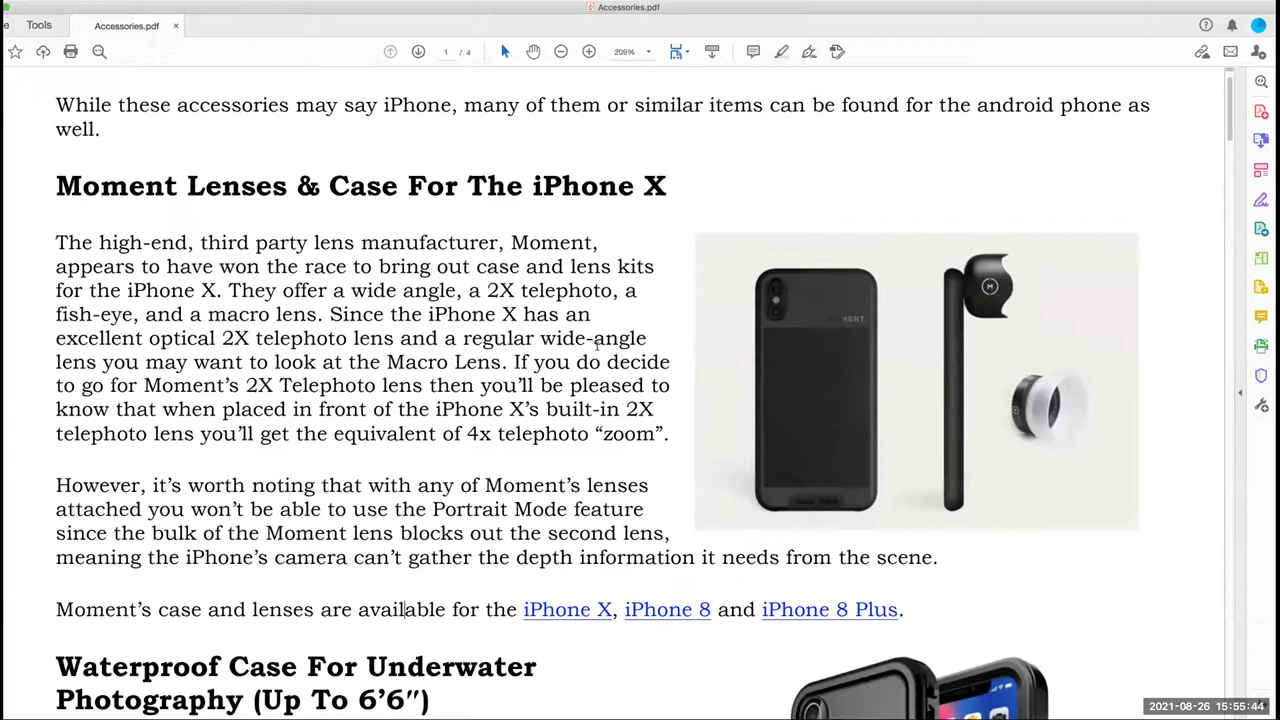 Accessories.pdf
Tools
Accessories.pdf ×
1 / 4
209%
While these accessories may say iPhone, many of them or similar items can be found for the android phone as
well.
Moment Lenses & Case For The iPhone X
The high-end, third party lens manufacturer, Moment,
appears to have won the race to bring out case and lens kits
for the iPhone X. They offer a wide angle, a 2X telephoto, a
fish-eye, and a macro lens. Since the iPhone X has an
excellent optical 2X telephoto lens and a regular wide-angle
lens you may want to look at the Macro Lens. If you do decide
to go for Moment’s 2X Telephoto lens then you’ll be pleased to
know that when placed in front of the iPhone X’s built-in 2X
telephoto lens you’ll get the equivalent of 4x telephoto “zoom”.
M
However, it’s worth noting that with any of Moment’s lenses
attached you won’t be able to use the Portrait Mode feature
since the bulk of the Moment lens blocks out the second lens,
meaning the iPhone’s camera can’t gather the depth information it needs from the scene.
Moment’s case and lenses are available for the iPhone X, iPhone 8 and iPhone 8 Plus.
Waterproof Case For Underwater
Photography (Up To 6’6″)
2021-08-26 15:55:44